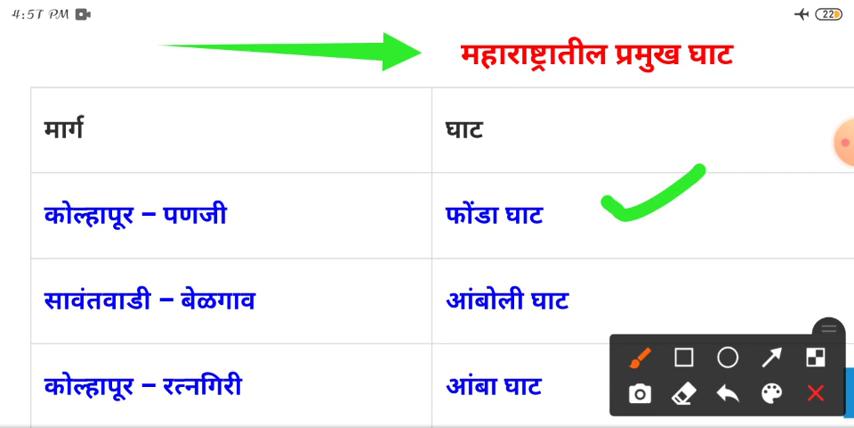 4:57 PM
22
महाराष्ट्रातील प्रमुख घाट
मार्ग घाट
कोल्हापूर – पणजी फोंडा घाट
सावंतवाडी – बेळगाव आंबोली घाट
कोल्हापूर – रत्नागिरी आंबा घाट